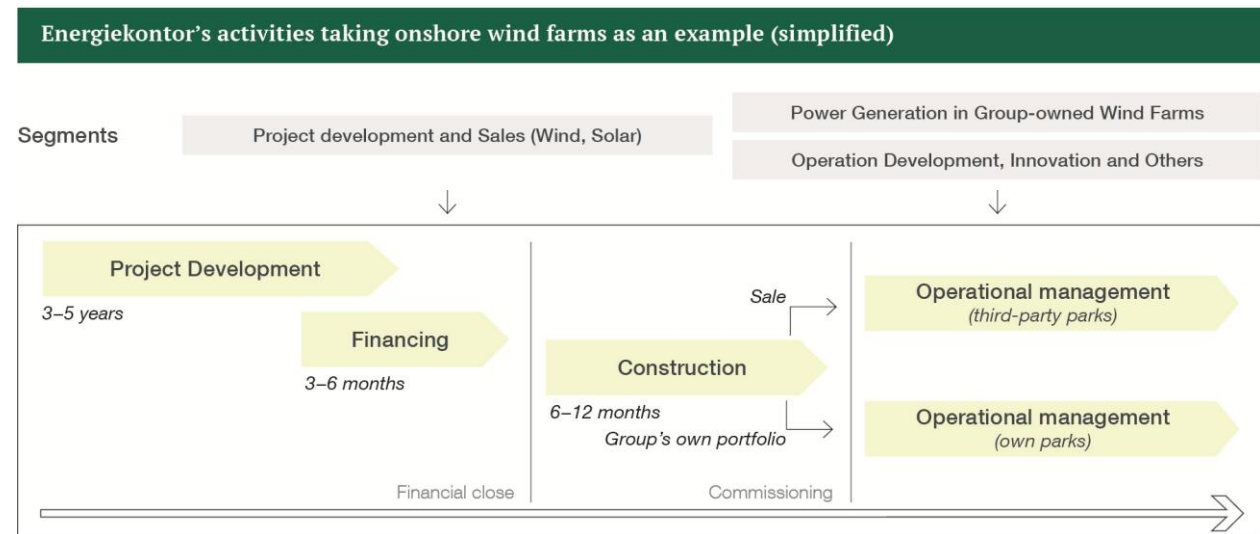 Energiekontor’s activities taking onshore wind farms as an example (simplified)
Segments
Project development and Sales (Wind, Solar)
Power Generation in Group-owned Wind Farms
Operation Development, Innovation and Others
Project Development
3–5 years
Financing
3–6 months
Construction
6–12 months
Sale
Group’s own portfolio
Operational management
(third-party parks)
Operational management
(own parks)
Financial close
Commissioning